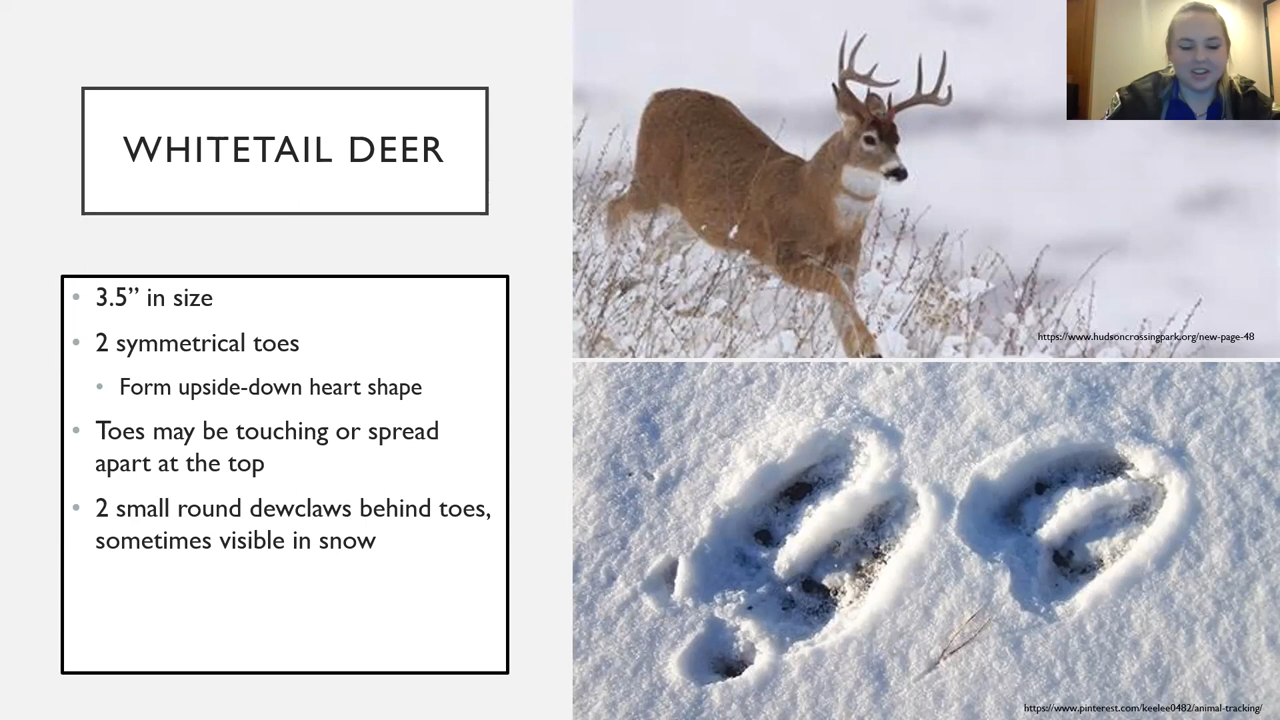 WHITETAIL DEER
• 3.5” in size
• 2 symmetrical toes
• Form upside-down heart shape
• Toes may be touching or spread
apart at the top
• 2 small round dewclaws behind toes,
sometimes visible in snow
https://www.hudsoncrossingpark.org/new-page-48
https://www.pinterest.com/keelee0482/animal-tracking/